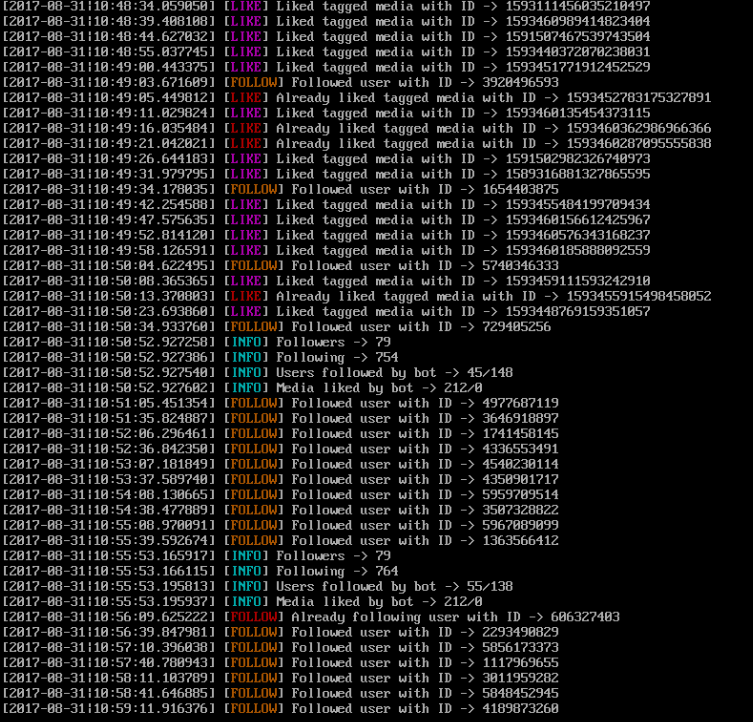 [2017-08-31|10:48:34.059050] [LIKE] Liked tagged media with ID -> 1593111456035210497
[2017-08-31|10:48:39.408108] [LIKE] Liked tagged media with ID -> 1593460989414823404
[2017-08-31|10:48:44.627032] [LIKE] Liked tagged media with ID -> 1591507467539743504
[2017-08-31|10:48:55.037745] [LIKE] Liked tagged media with ID -> 1593440372070238031
[2017-08-31|10:49:00.443375] [LIKE] Liked tagged media with ID -> 1593451771912452529
[2017-08-31|10:49:03.671609] [FOLLOW] Followed user with ID -> 3920496593
[2017-08-31|10:49:05.449812] [LIKE] Already liked tagged media with ID -> 1593452783175327891
[2017-08-31|10:49:11.029824] [LIKE] Liked tagged media with ID -> 1593460135454373115
[2017-08-31|10:49:16.035484] [LIKE] Already liked tagged media with ID -> 1593460362986966366
[2017-08-31|10:49:21.042021] [LIKE] Already liked tagged media with ID -> 1593460287095555838
[2017-08-31|10:49:26.644183] [LIKE] Liked tagged media with ID -> 1591502982326740973
[2017-08-31|10:49:31.979795] [LIKE] Liked tagged media with ID -> 1589316881327865595
[2017-08-31|10:49:34.178035] [FOLLOW] Followed user with ID -> 1654403875
[2017-08-31|10:49:42.254588] [LIKE] Liked tagged media with ID -> 1593455484199709434
[2017-08-31|10:49:47.575635] [LIKE] Liked tagged media with ID -> 1593460156612425967
[2017-08-31|10:49:52.814120] [LIKE] Liked tagged media with ID -> 1593460576343168237
[2017-08-31|10:49:58.126591] [LIKE] Liked tagged media with ID -> 1593460185888092559
[2017-08-31|10:50:04.622495] [FOLLOW] Followed user with ID -> 5740346333
[2017-08-31|10:50:08.365365] [LIKE] Liked tagged media with ID -> 1593459111593242910
[2017-08-31|10:50:13.370803] [LIKE] Already liked tagged media with ID -> 1593455915498458052
[2017-08-31|10:50:23.693860] [LIKE] Liked tagged media with ID -> 1593448769159351057
[2017-08-31|10:50:34.933760] [FOLLOW] Followed user with ID -> 729405256
[2017-08-31|10:50:52.927258] [INFO] Followers -> 79
[2017-08-31|10:50:52.927386] [INFO] Following -> 754
[2017-08-31|10:50:52.927540] [INFO] Users followed by bot -> 45/148
[2017-08-31|10:50:52.927602] [INFO] Media liked by bot -> 212/0
[2017-08-31|10:51:05.451354] [FOLLOW] Followed user with ID -> 4977687119
[2017-08-31|10:51:35.824887] [FOLLOW] Followed user with ID -> 3646918897
[2017-08-31|10:52:06.296461] [FOLLOW] Followed user with ID -> 1741458145
[2017-08-31|10:52:36.842350] [FOLLOW] Followed user with ID -> 4336553491
[2017-08-31|10:53:07.181849] [FOLLOW] Followed user with ID -> 4540230114
[2017-08-31|10:53:37.589740] [FOLLOW] Followed user with ID -> 4350901717
[2017-08-31|10:54:08.130665] [FOLLOW] Followed user with ID -> 5959709514
[2017-08-31|10:54:38.477889] [FOLLOW] Followed user with ID -> 3507328822
[2017-08-31|10:55:08.970091] [FOLLOW] Followed user with ID -> 5967089099
[2017-08-31|10:55:39.592674] [FOLLOW] Followed user with ID -> 1363566412
[2017-08-31|10:55:53.165917] [INFO] Followers -> 79
[2017-08-31|10:55:53.166115] [INFO] Following -> 764
[2017-08-31|10:55:53.195813] [INFO] Users followed by bot -> 55/138
[2017-08-31|10:55:53.195937] [INFO] Media liked by bot -> 212/0
[2017-08-31|10:56:09.625222] [FOLLOW] Already following user with ID -> 606327403
[2017-08-31|10:56:39.847981] [FOLLOW] Followed user with ID -> 2293490829
[2017-08-31|10:57:10.396038] [FOLLOW] Followed user with ID -> 5856173373
[2017-08-31|10:57:40.780943] [FOLLOW] Followed user with ID -> 1117969655
[2017-08-31|10:58:11.103789] [FOLLOW] Followed user with ID -> 3011959282
[2017-08-31|10:58:41.646885] [FOLLOW] Followed user with ID -> 5848452945
[2017-08-31|10:59:11.916376] [FOLLOW] Followed user with ID -> 4189873260